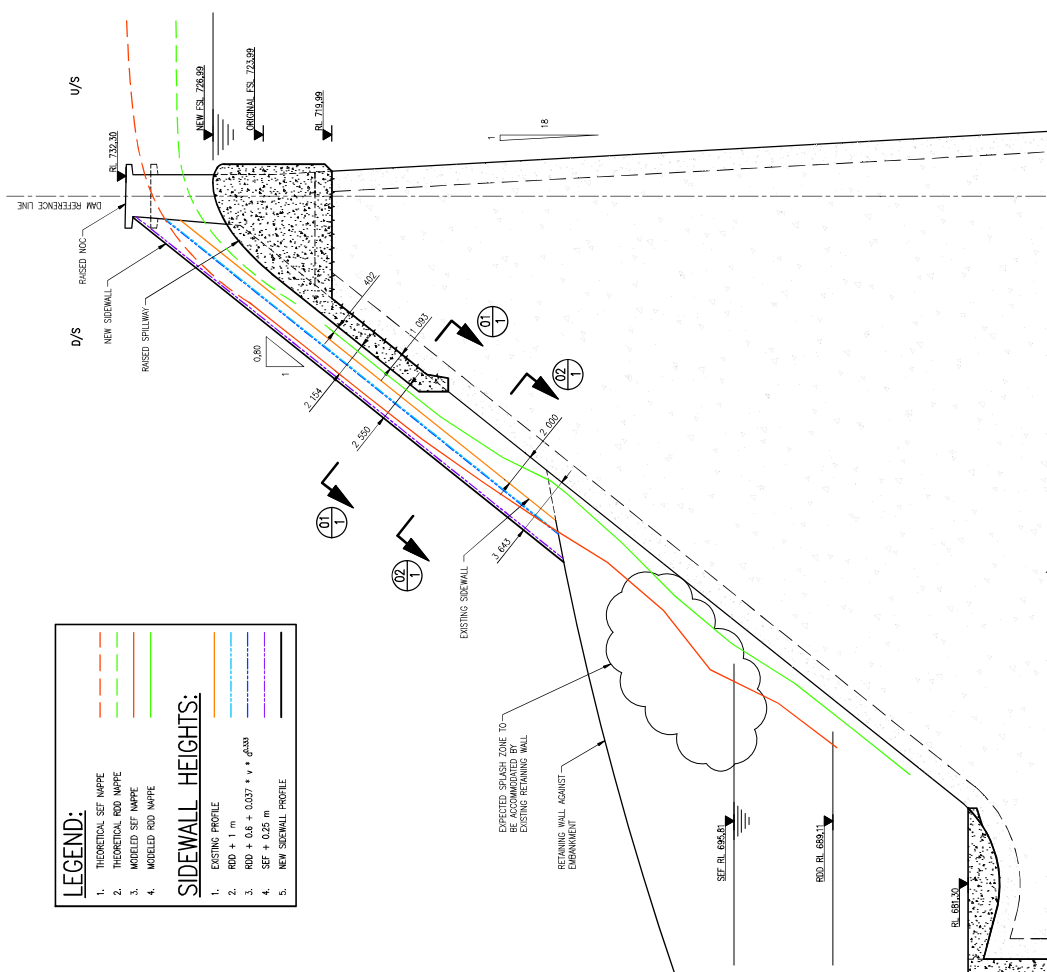 U/S
D/S
DAM REFERENCE LINE
RL 732,30
NEW FSL 726,99
ORIGINAL FSL 723,99
RL 719,99
1
18
RAISED NOC
NEW SIDEWALL
RAISED SPILLWAY
0,80
1
402
1 093
2 154
2 550
2 000
3 643
01
1
02
1
01
1
02
1
EXISTING SIDEWALL
LEGEND:
1. THEORETICAL SEF NAPPE
2. THEORETICAL RDD NAPPE
3. MODELED SEF NAPPE
4. MODELED RDD NAPPE
SIDEWALL HEIGHTS:
1. EXISTING PROFILE
2. RDD + 1 m
3. RDD + 0.6 + 0.037 * v * d0.333
4. SEF + 0.25 m
5. NEW SIDEWALL PROFILE
EXPECTED SPLASH ZONE TO
BE ACCOMMODATED BY
EXISTING RETAINING WALL
RETAINING WALL AGAINST
EMBANKMENT
SEF RL 695,81
RDD RL 689,11
RL 681,30